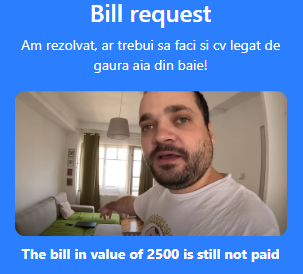 Bill request
Am rezolvat, ar trebui sa faci si cv legat de
gaura aia din baie!
The bill in value of 2500 is still not paid